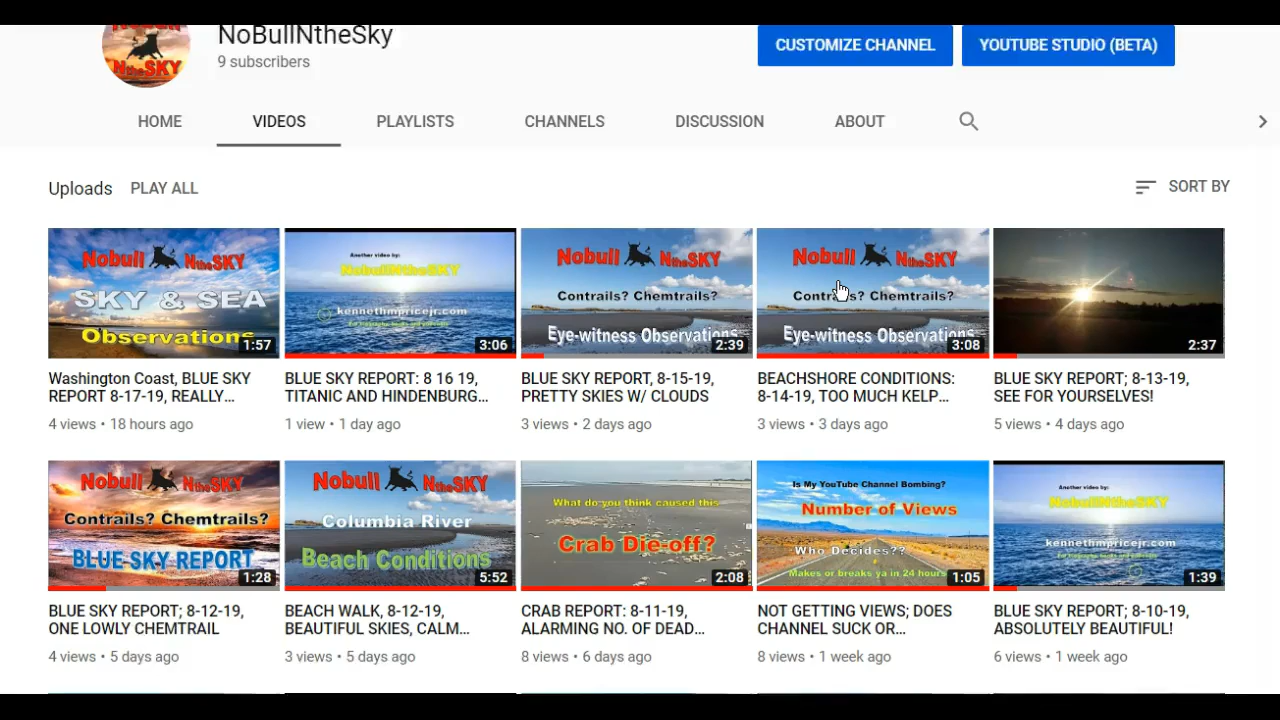 NoBullNtheSky
NtheSKY
9 subscribers
CUSTOMIZE CHANNEL
YOUTUBE STUDIO (BETA)
HOME VIDEOS PLAYLISTS CHANNELS DISCUSSION ABOUT
Uploads PLAY ALL
SORT BY
Nobull NtheSKY
SKY & SEA
Observations
1:57
Another video by:
NobullNtheSKY
kennethmpricejr.com
3:06
Nobull NtheSKY
Contrails? Chemtrails?
Eye-witness Observations
2:39
Nobull NtheSKY
Contrails? Chemtrails?
Eye-witness Observations
3:08
2:37
Washington Coast, BLUE SKY
REPORT 8-17-19, REALLY...
4 views • 18 hours ago
BLUE SKY REPORT: 8 16 19,
TITANIC AND HINDENBURG...
1 view • 1 day ago
BLUE SKY REPORT, 8-15-19,
PRETTY SKIES W/ CLOUDS
3 views • 2 days ago
BEACHSHORE CONDITIONS:
8-14-19, TOO MUCH KELP...
3 views • 3 days ago
BLUE SKY REPORT; 8-13-19,
SEE FOR YOURSELVES!
5 views • 4 days ago
Nobull NtheSKY
Contrails? Chemtrails?
BLUE SKY REPORT
1:28
Nobull NtheSKY
Columbia River
Beach Conditions
5:52
What do you think caused this
Crab Die-off?
2:08
Is My YouTube Channel Bombing?
Number of Views
Who Decides??
Makes or breaks ya in 24 hours
1:05
Another video by:
NobullNtheSKY
kennethmpricejr.com
1:39
BLUE SKY REPORT; 8-12-19,
ONE LOWLY CHEMTRAIL
4 views • 5 days ago
BEACH WALK, 8-12-19,
BEAUTIFUL SKIES, CALM...
3 views • 5 days ago
CRAB REPORT: 8-11-19,
ALARMING NO. OF DEAD...
8 views • 6 days ago
NOT GETTING VIEWS; DOES
CHANNEL SUCK OR...
8 views • 1 week ago
BLUE SKY REPORT; 8-10-19,
ABSOLUTELY BEAUTIFUL!
6 views • 1 week ago